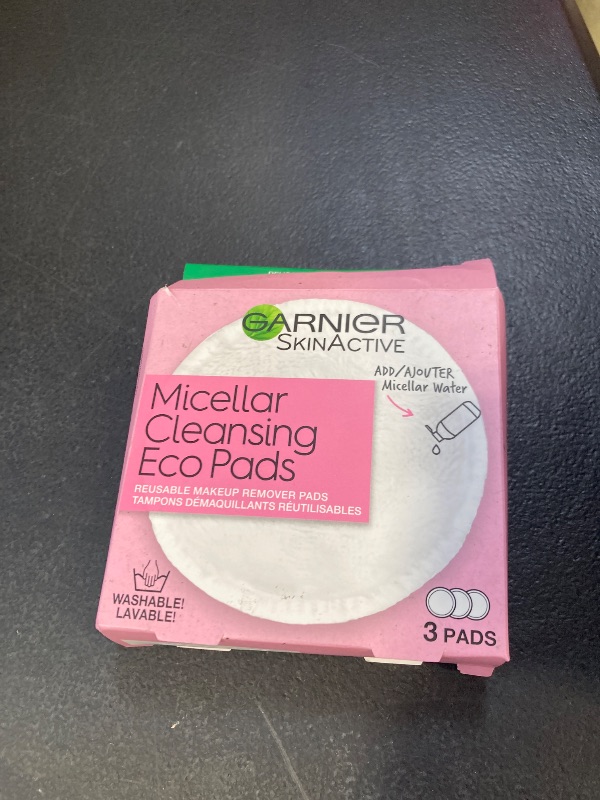 GARNIER
SKINACTIVE
ADD/AJOUTER
Micellar Water
Micellar
Cleansing
Eco Pads
REUSABLE MAKEUP REMOVER PADS
TAMPONS DÉMAQUILLANTS RÉUTILISABLES
WASHABLE!
LAVABLE!
3 PADS